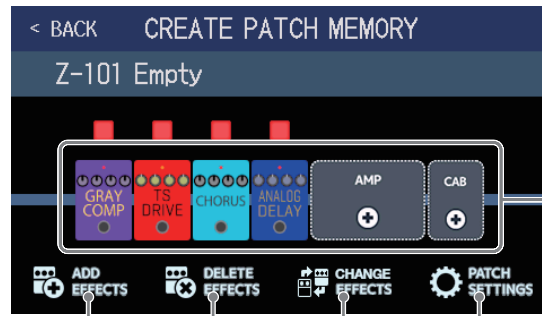 < BACK CREATE PATCH MEMORY
Z-101 Empty
GRAY
COMP
TS
DRIVE
CHORUS
ANALOG
DELAY
AMP
CAB
ADD
EFFECTS
DELETE
EFFECTS
CHANGE
EFFECTS
PATCH
SETTINGS